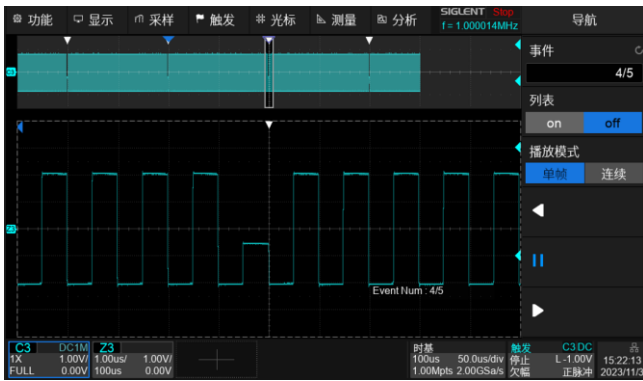 功能 显示 采样 触发 光标 测量 分析 SIGLENT Stop
f = 1.000014MHz
导航
事件
4/5
列表
on off
播放模式
单帧 连续
C3
Z3
Event Num : 4/5
C3 DC1M
1X 1.00V/
FULL 0.00V
Z3
1.00us/ 1.00V/
100us 0.00V
时基
100us 50.0us/div
1.00Mpts 2.00GSa/s
触发 C3 DC
停止 L -1.00V
欠幅 正脉冲
15:22:13